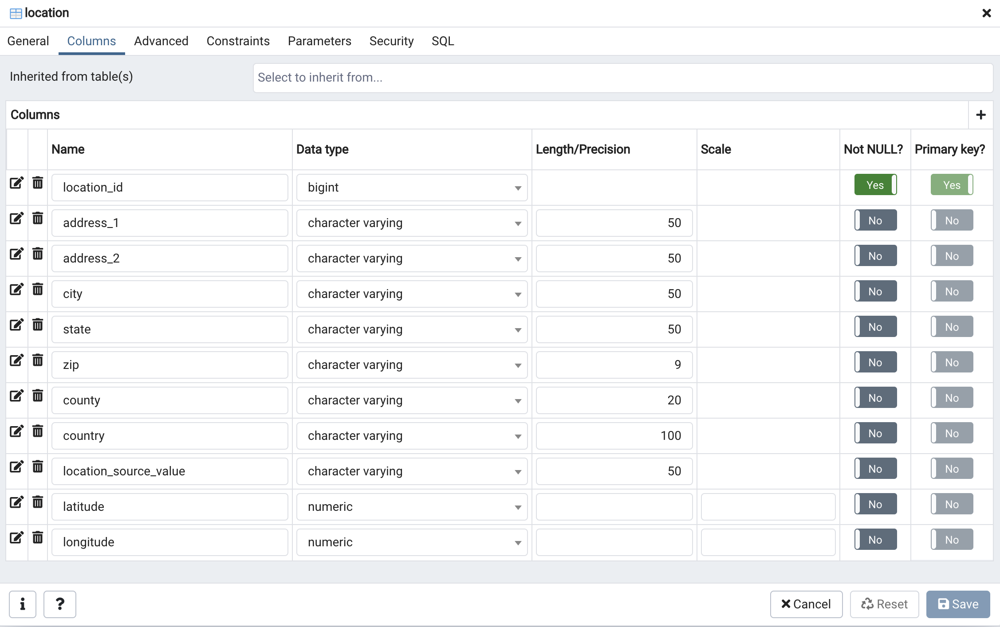 location
General Columns Advanced Constraints Parameters Security SQL
Inherited from table(s) Select to inherit from...
Columns
Name Data type Length/Precision Scale Not NULL? Primary key?
location_id bigint Yes Yes
address_1 character varying 50 No No
address_2 character varying 50 No No
city character varying 50 No No
state character varying 50 No No
zip character varying 9 No No
county character varying 20 No No
country character varying 100 No No
location_source_value character varying 50 No No
latitude numeric No No
longitude numeric No No
i ? Cancel Reset Save